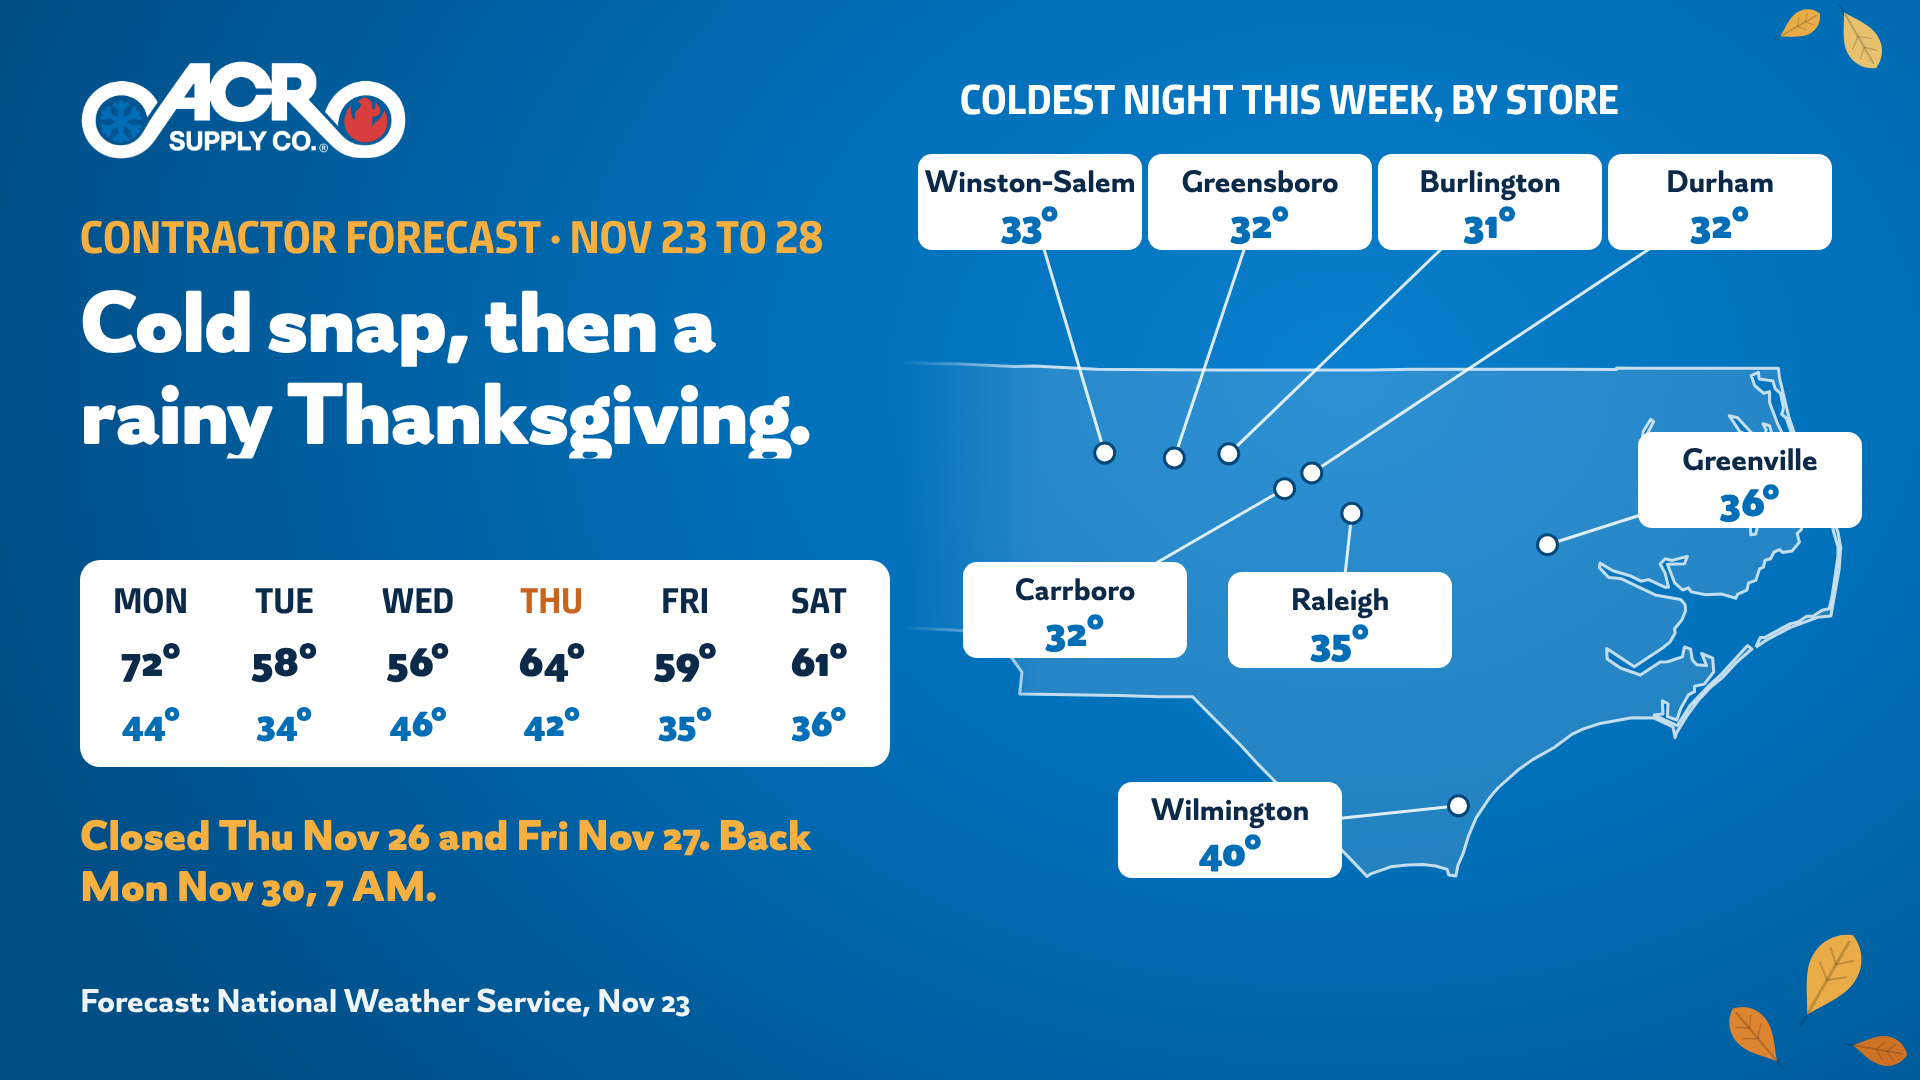 ACR
SUPPLY CO.®
CONTRACTOR FORECAST · NOV 23 TO 28
Cold snap, then a
rainy Thanksgiving.
MON TUE WED THU FRI SAT
72° 58° 56° 64° 59° 61°
44° 34° 46° 42° 35° 36°
Closed Thu Nov 26 and Fri Nov 27. Back
Mon Nov 30, 7 AM.
Forecast: National Weather Service, Nov 23
COLDEST NIGHT THIS WEEK, BY STORE
Winston-Salem
33°
Greensboro
32°
Burlington
31°
Durham
32°
Greenville
36°
Carrboro
32°
Raleigh
35°
Wilmington
40°